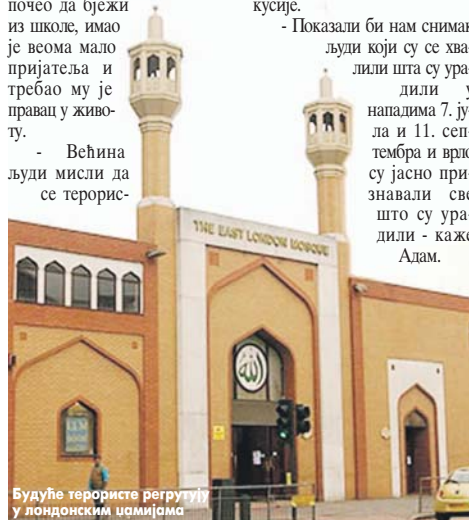 почео да бјежи
из школе, имао
је веома мало
пријатеља и
требао му је
правац у живо-
ту.
- Већина
људи мисли да
се терорис-
кусије.
- Показали би нам снимак
људи који су се хва-
лили шта су ура-
дили у
нападима 7. ју-
ла и 11. сеп-
тембра и врло
су јасно при-
знавали све
што су ура-
дили - каже
Адам.
THE EAST LONDON MOSQUE
الله
Будуће терористе регрутују
у лондонским џамијама